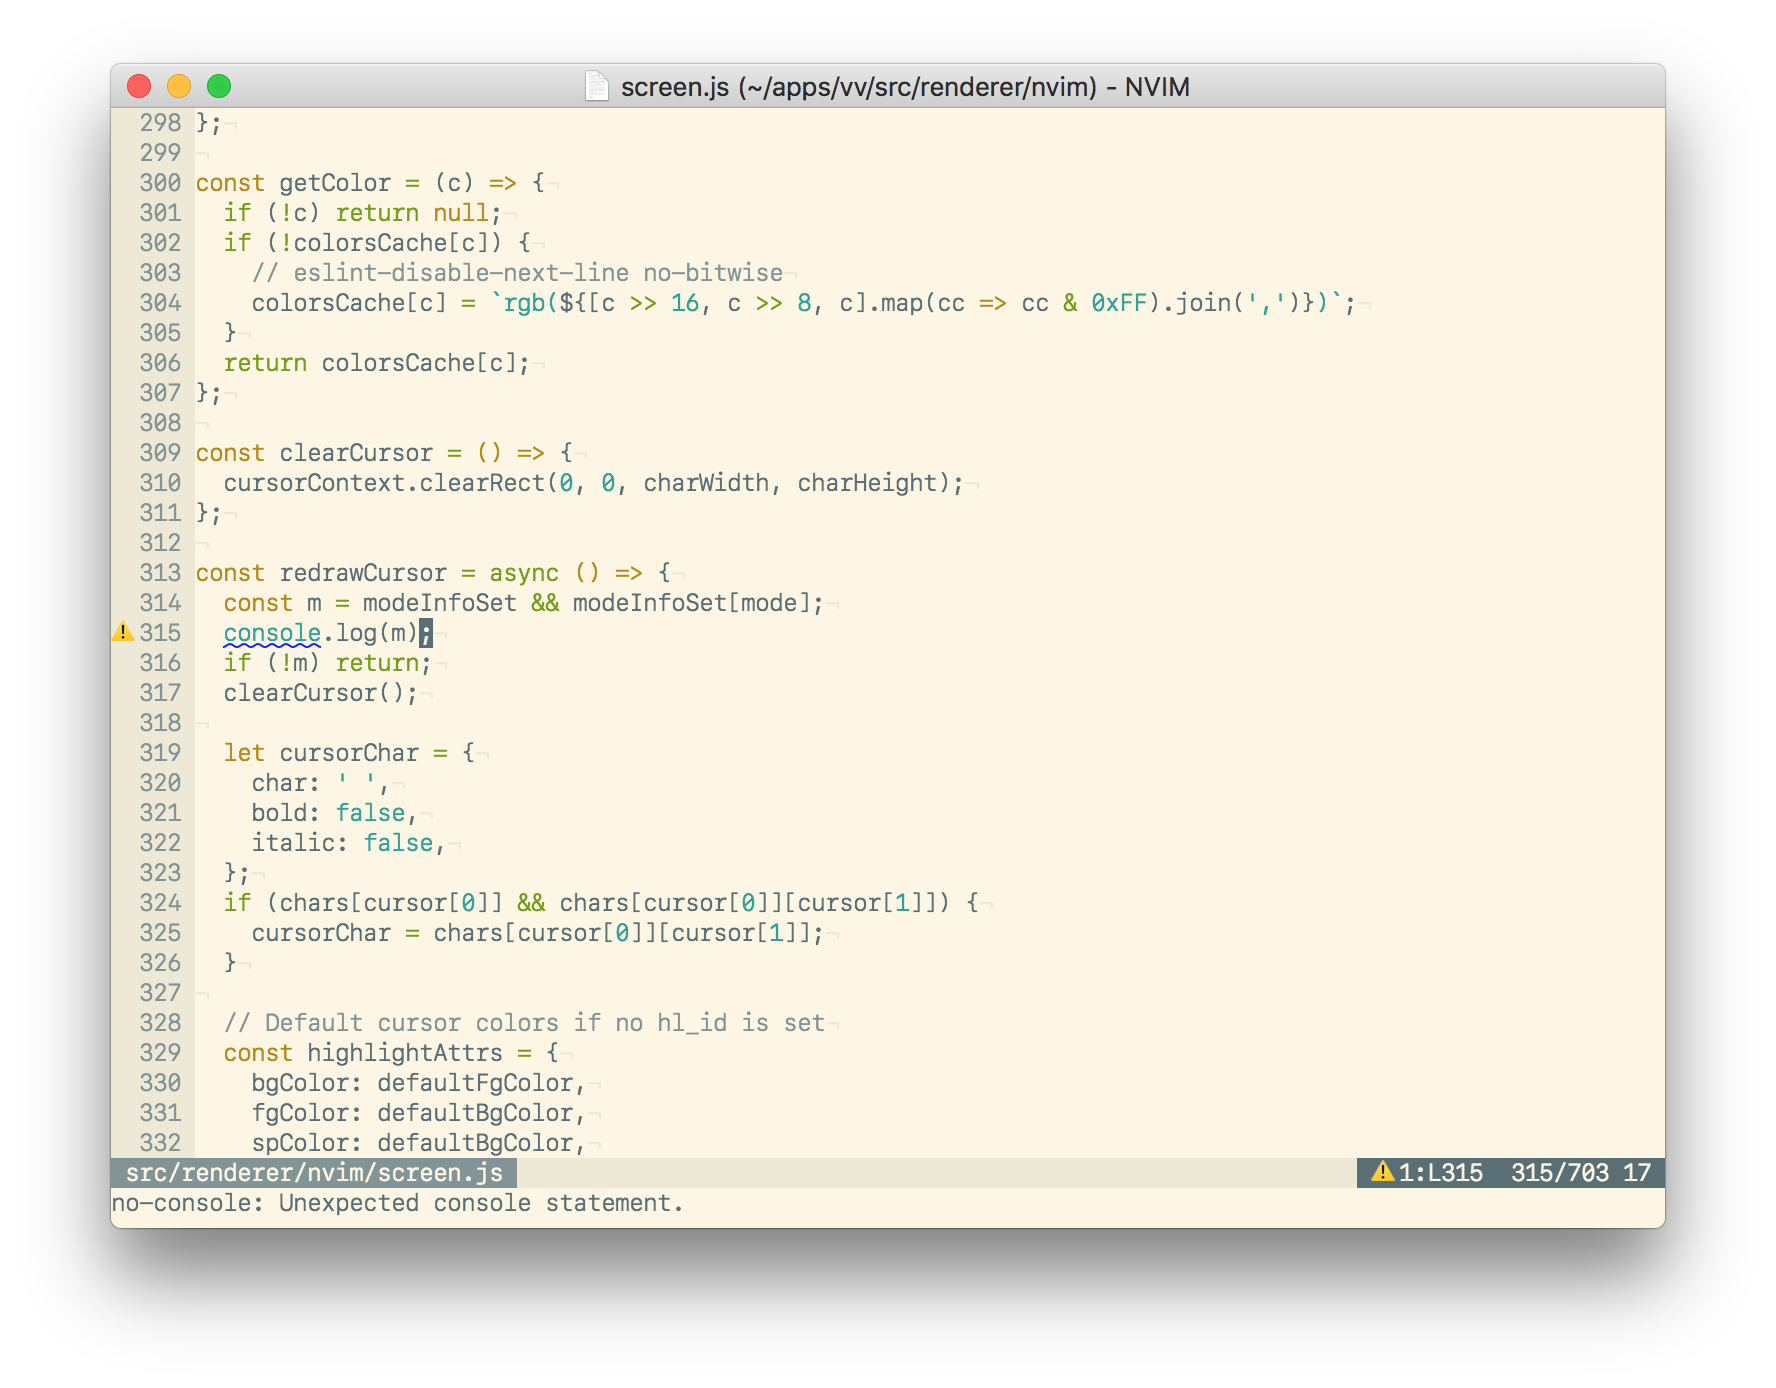 screen.js (~/apps/vv/src/renderer/nvim) - NVIM
298 };¬
299 ¬
300 const getColor = (c) => {¬
301   if (!c) return null;¬
302   if (!colorsCache[c]) {¬
303     // eslint-disable-next-line no-bitwise¬
304     colorsCache[c] = `rgb(${[c >> 16, c >> 8, c].map(cc => cc & 0xFF).join(',')})`;¬
305   }¬
306   return colorsCache[c];¬
307 };¬
308 ¬
309 const clearCursor = () => {¬
310   cursorContext.clearRect(0, 0, charWidth, charHeight);¬
311 };¬
312 ¬
313 const redrawCursor = async () => {¬
314   const m = modeInfoSet && modeInfoSet[mode];¬
⚠315   console.log(m);¬
316   if (!m) return;¬
317   clearCursor();¬
318 ¬
319   let cursorChar = {¬
320     char: ' ',¬
321     bold: false,¬
322     italic: false,¬
323   };¬
324   if (chars[cursor[0]] && chars[cursor[0]][cursor[1]]) {¬
325     cursorChar = chars[cursor[0]][cursor[1]];¬
326   }¬
327 ¬
328   // Default cursor colors if no hl_id is set¬
329   const highlightAttrs = {¬
330     bgColor: defaultFgColor,¬
331     fgColor: defaultBgColor,¬
332     spColor: defaultBgColor,¬
src/renderer/nvim/screen.js ⚠1:L315 315/703 17
no-console: Unexpected console statement.